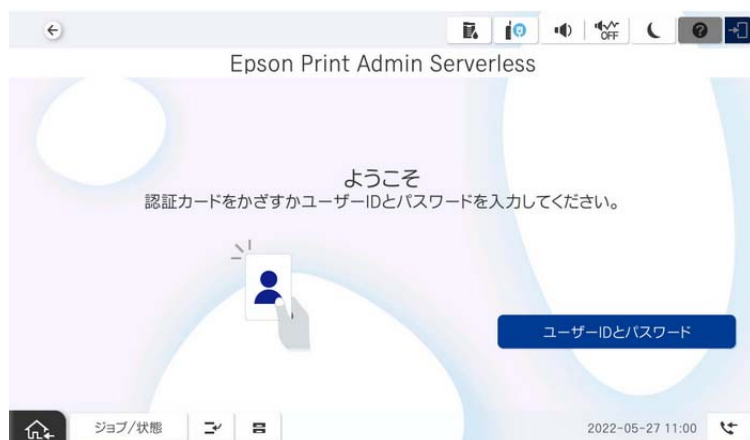 OFF
Epson Print Admin Serverless
ようこそ
認証カードをかざすかユーザーIDとパスワードを入力してください。
ユーザーIDとパスワード
ジョブ/状態
2022-05-27 11:00